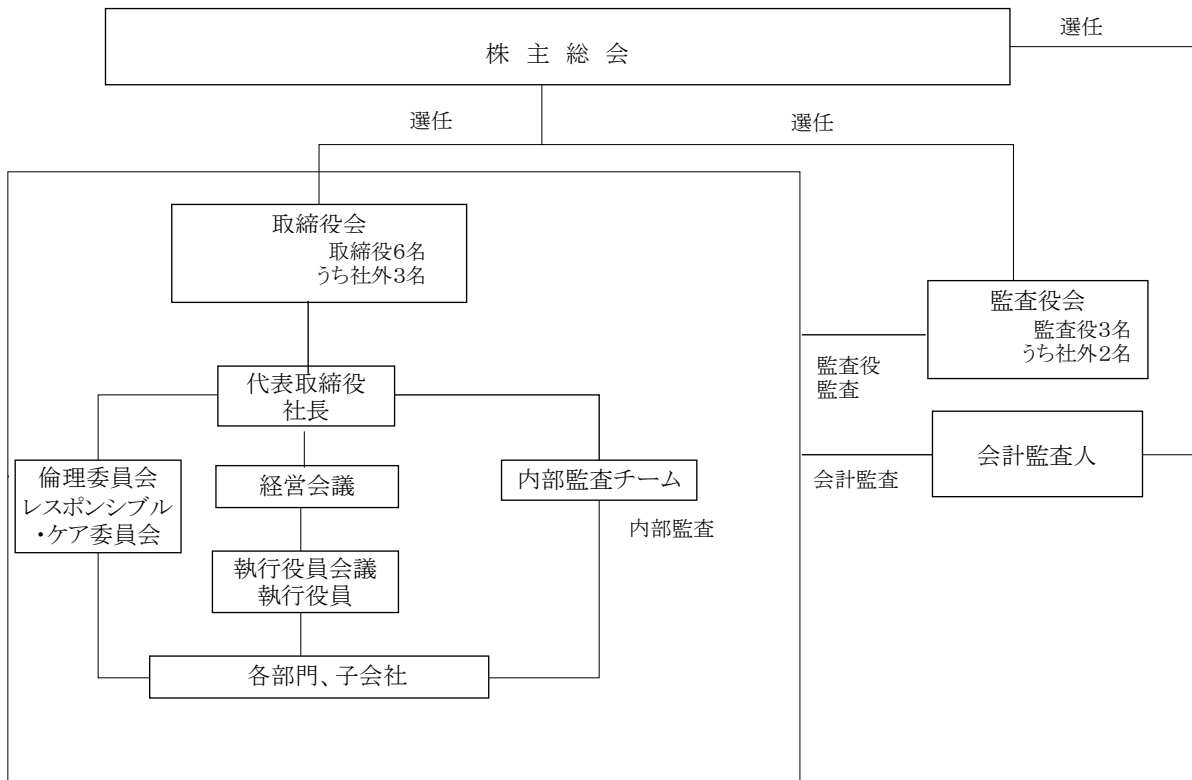 選任
株 主 総 会
選任
選任
取締役会
取締役6名
うち社外3名
監査役会
監査役3名
うち社外2名
監査役
監査
代表取締役
社長
会計監査人
会計監査
倫理委員会
レスポンシブル
・ケア委員会
経営会議
内部監査チーム
内部監査
執行役員会議
執行役員
各部門、子会社